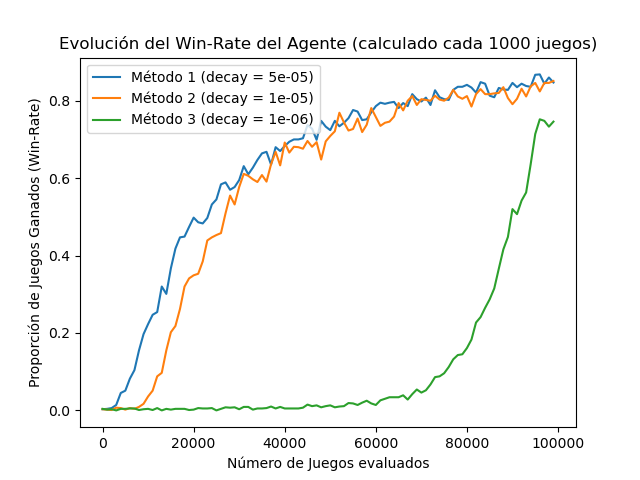 Evolución del Win-Rate del Agente (calculado cada 1000 juegos)
Método 1 (decay = 5e-05)
Método 2 (decay = 1e-05)
Método 3 (decay = 1e-06)
Proporción de Juegos Ganados (Win-Rate)
0.8
0.6
0.4
0.2
0.0
0 20000 40000 60000 80000 100000
Número de Juegos evaluados